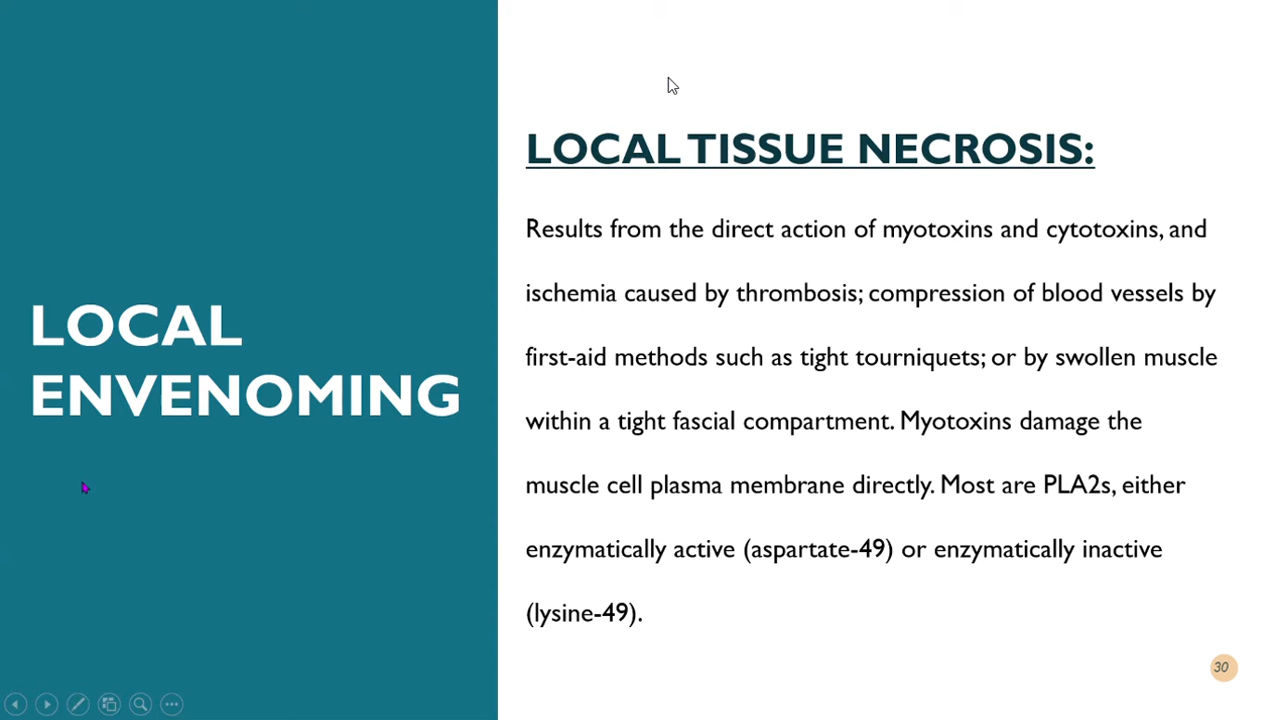 LOCAL
ENVENOMING
LOCAL TISSUE NECROSIS:
Results from the direct action of myotoxins and cytotoxins, and
ischemia caused by thrombosis; compression of blood vessels by
first-aid methods such as tight tourniquets; or by swollen muscle
within a tight fascial compartment. Myotoxins damage the
muscle cell plasma membrane directly. Most are PLA2s, either
enzymatically active (aspartate-49) or enzymatically inactive
(lysine-49).
30